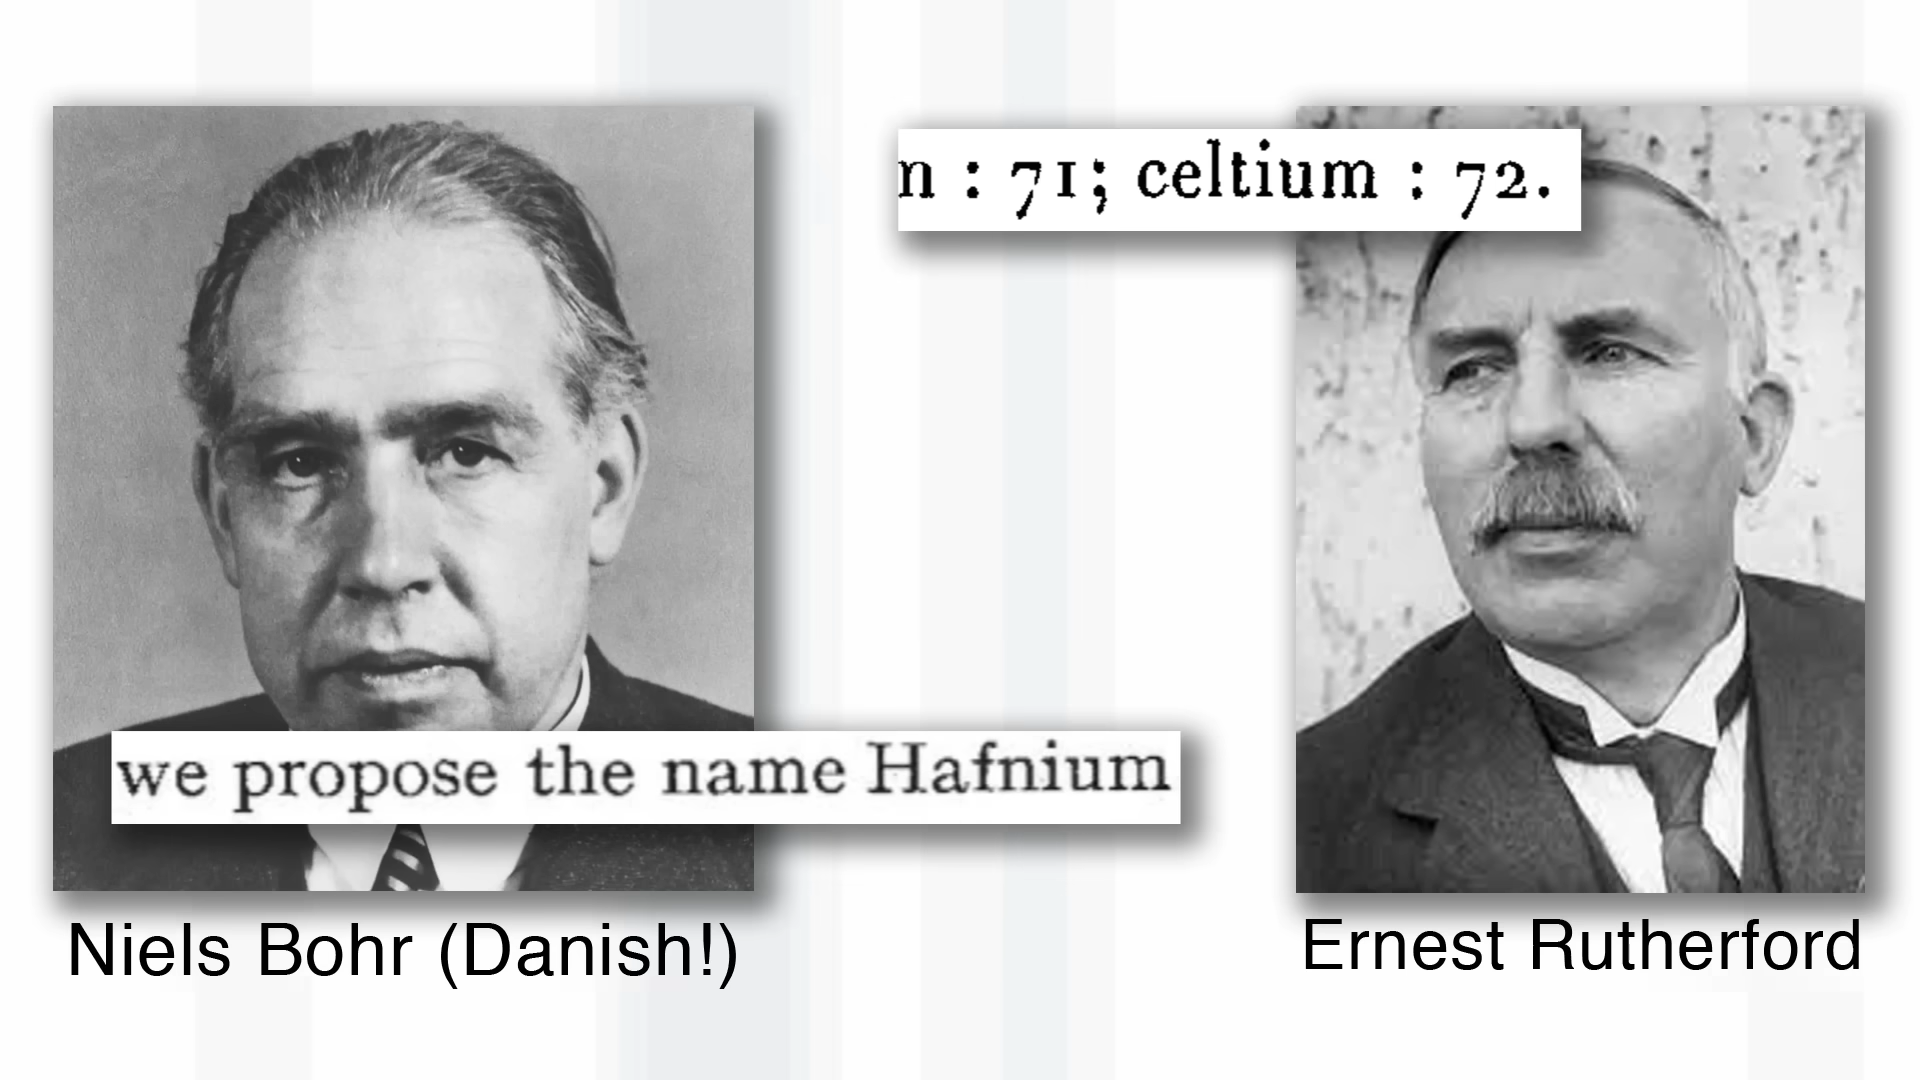 n : 71; celtium : 72.
we propose the name Hafnium
Niels Bohr (Danish!)
Ernest Rutherford